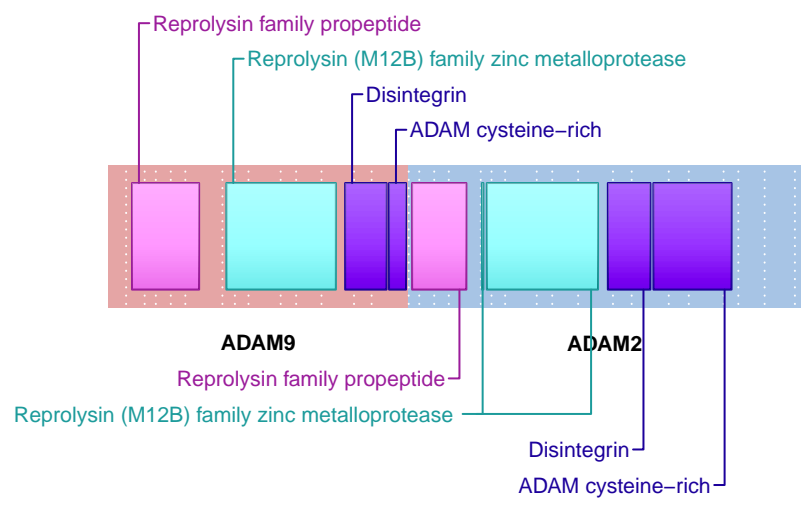 Reprolysin family propeptide
Reprolysin (M12B) family zinc metalloprotease
Disintegrin
ADAM cysteine−rich
ADAM9
ADAM2
Reprolysin family propeptide
Reprolysin (M12B) family zinc metalloprotease
Disintegrin
ADAM cysteine−rich